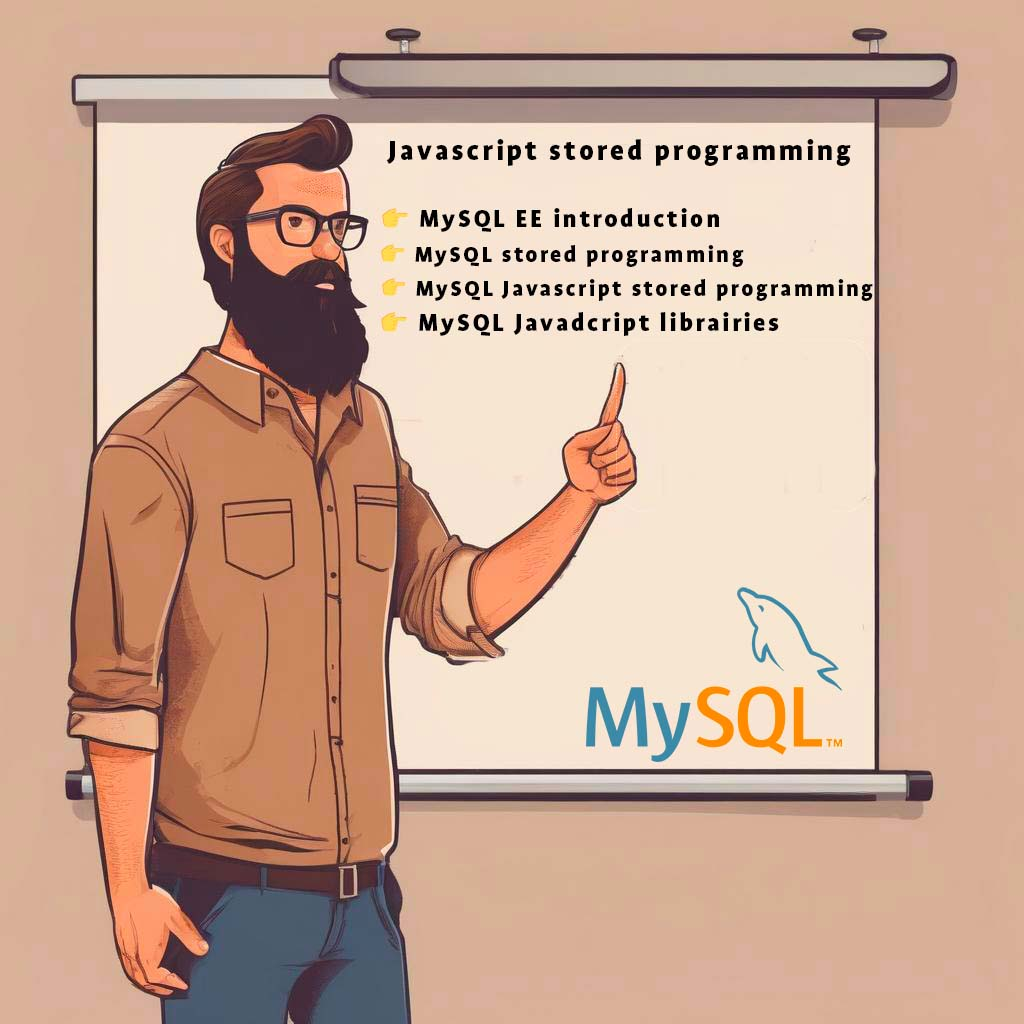 Javascript stored programming
👉 MySQL EE introduction
👉 MySQL stored programming
👉 MySQL Javascript stored programming
👉 MySQL Javadcript librairies
MySQL™